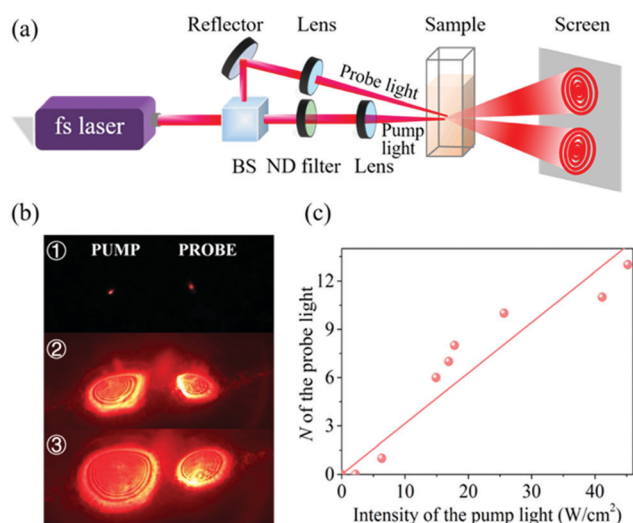 (a)
Reflector
Lens
Sample
Screen
Probe light
fs laser
Pump
light
BS
ND filter
Lens
(b)
①
PUMP
PROBE
②
③
(c)
N of the probe light
12
9
6
3
0
0
10
20
30
40
Intensity of the pump light (W/cm²)